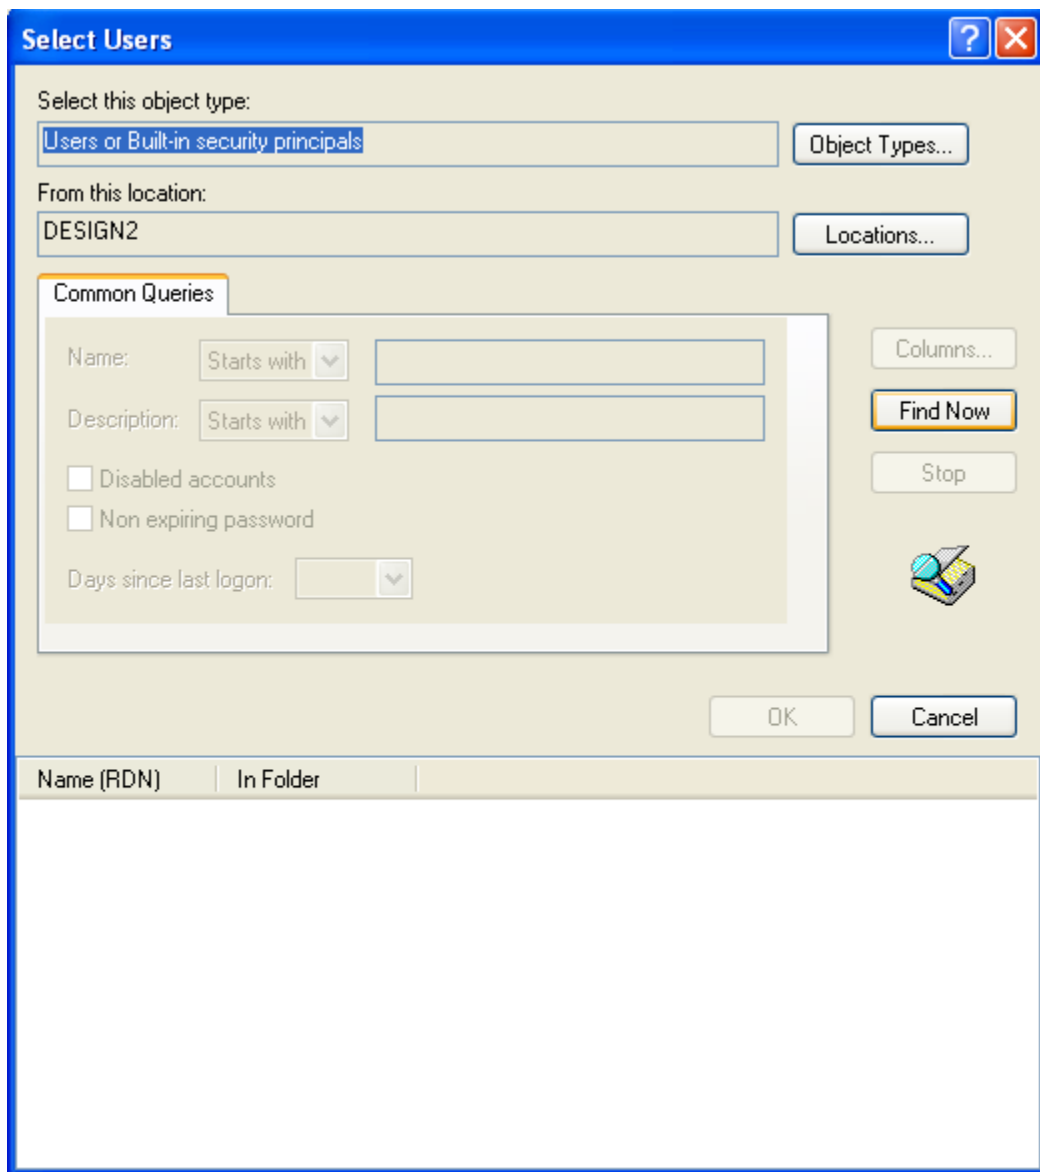 Select Users
Select this object type:
Users or Built-in security principals
Object Types...
From this location:
DESIGN2
Locations...
Common Queries
Name: Starts with
Columns...
Description: Starts with
Find Now
Disabled accounts
Stop
Non expiring password
Days since last logon:
OK Cancel
Name (RDN) In Folder